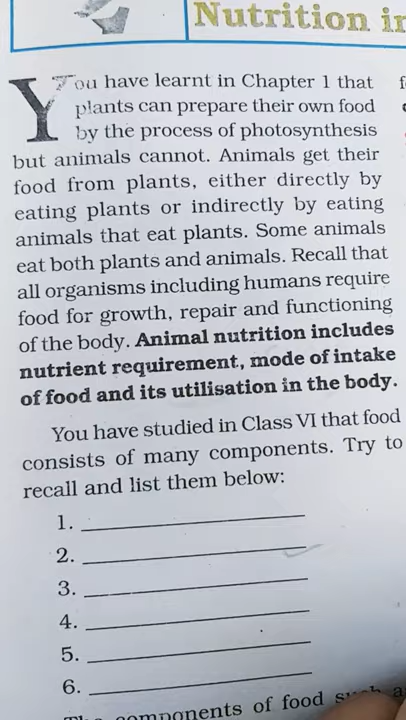 Nutrition in
You have learnt in Chapter 1 that
plants can prepare their own food
by the process of photosynthesis
but animals cannot. Animals get their
food from plants, either directly by
eating plants or indirectly by eating
animals that eat plants. Some animals
eat both plants and animals. Recall that
all organisms including humans require
food for growth, repair and functioning
of the body. Animal nutrition includes
nutrient requirement, mode of intake
of food and its utilisation in the body.
You have studied in Class VI that food
consists of many components. Try to
recall and list them below:
1.
2.
3.
4.
5.
6.
The components of food such